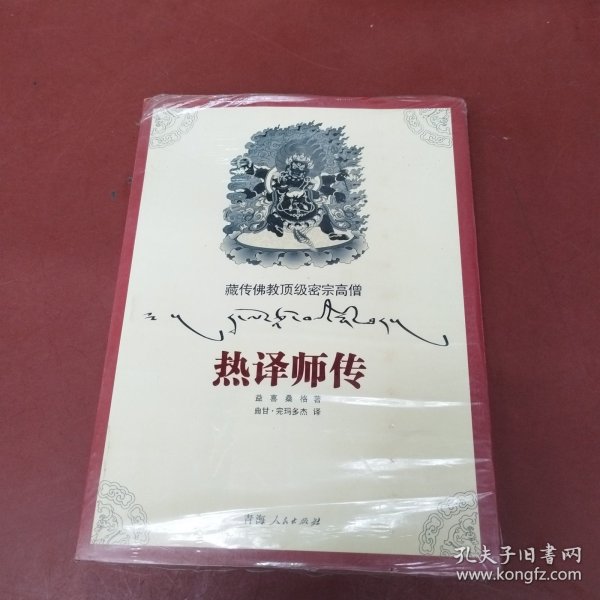 藏传佛教顶级密宗高僧
热译师传
益喜桑格 著
曲甘·完玛多杰 译
青海人民出版社
孔夫子旧书网
www.kongfz.com